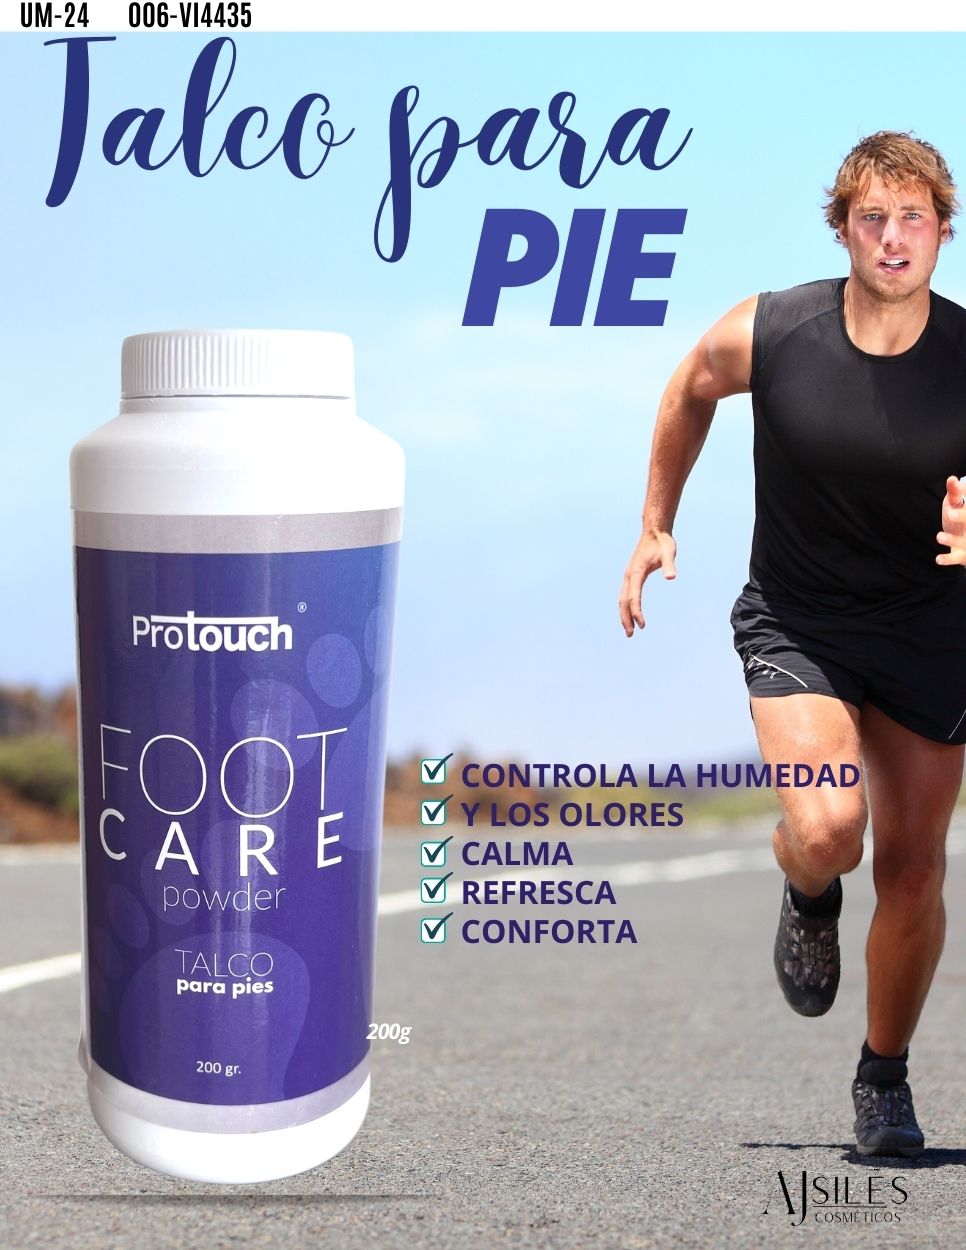 UM-24 006-VI4435
Talco para
PIE
Protouch®
FOOT
CARE
powder
TALCO
para pies
200 gr.
200g
CONTROLA LA HUMEDAD
Y LOS OLORES
CALMA
REFRESCA
CONFORTA
AJSILES
COSMÉTICOS